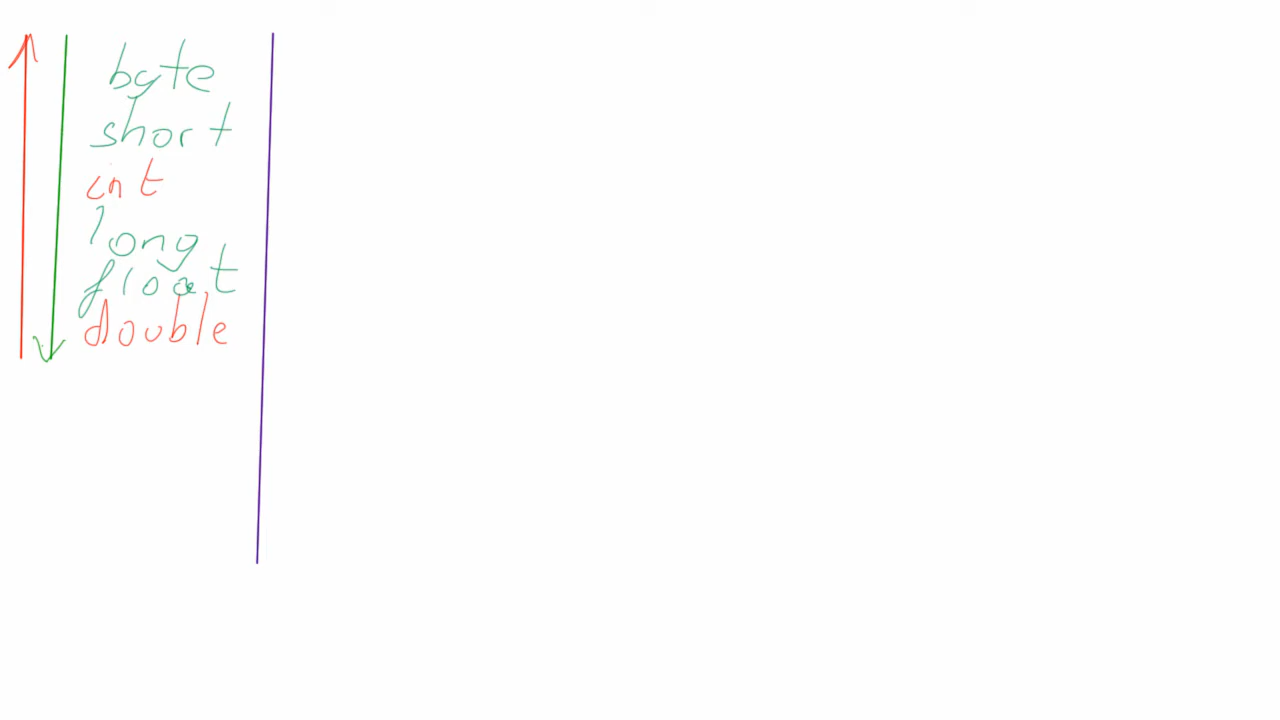 byte
short
int
long
float
double